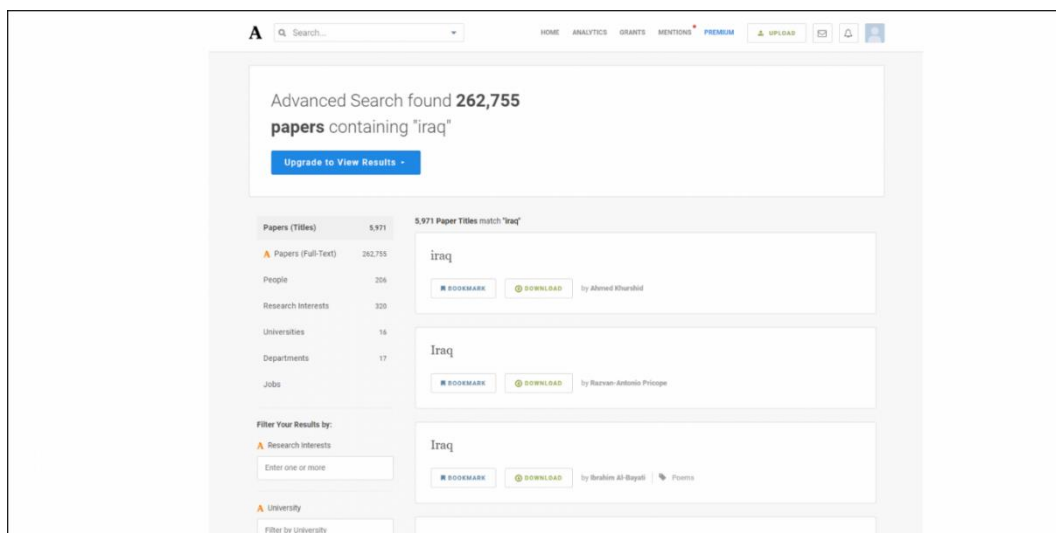 A Search... HOME ANALYTICS GRANTS MENTIONS PREMIUM UPLOAD
Advanced Search found 262,755
papers containing "iraq"
Upgrade to View Results
Papers (Titles) 5,971
A Papers (Full-Text) 262,755
People 206
Research Interests 320
Universities 16
Departments 17
Jobs
Filter Your Results by:
A Research Interests
Enter one or more
A University
Filter by University
5,971 Paper Titles match "iraq"
iraq
BOOKMARK DOWNLOAD by Ahmed Khurshid
Iraq
BOOKMARK DOWNLOAD by Razvan-Antonio Pricope
Iraq
BOOKMARK DOWNLOAD by Ibrahim Al-Bayati Poems